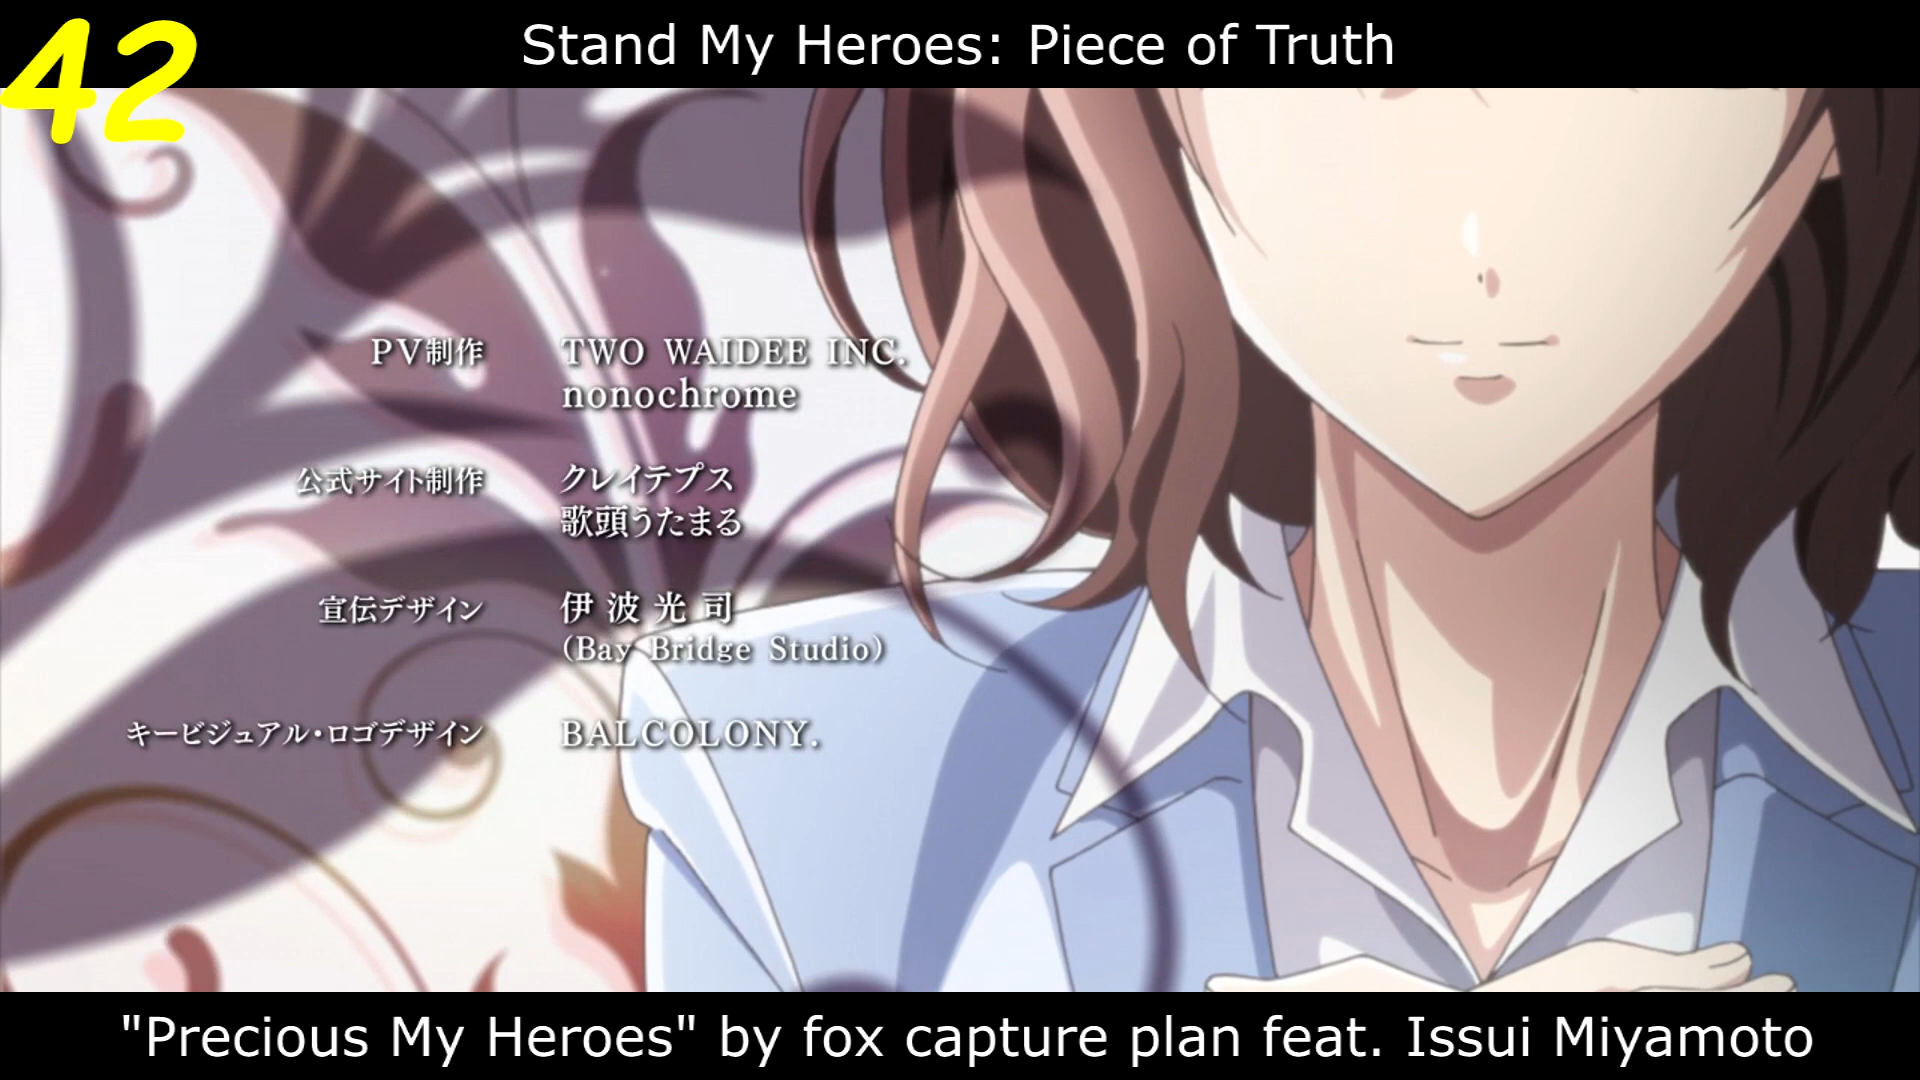 42
Stand My Heroes: Piece of Truth
PV制作 TWO WAIDEE INC.
nonochrome
公式サイト制作 クレイテプス
歌頭うたまる
宣伝デザイン 伊波光司
(Bay Bridge Studio)
キービジュアル・ロゴデザイン BALCOLONY.
"Precious My Heroes" by fox capture plan feat. Issui Miyamoto